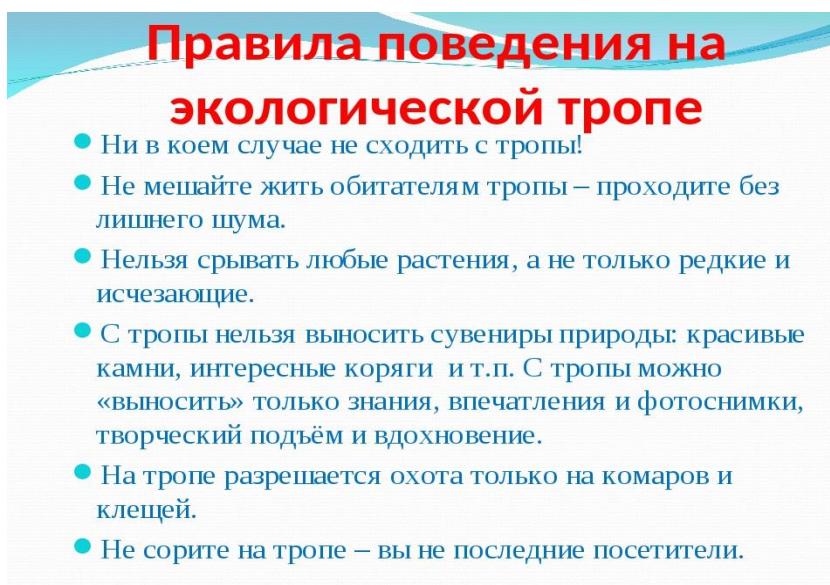 Правила поведения на
экологической тропе
Ни в коем случае не сходить с тропы!
Не мешайте жить обитателям тропы – проходите без
лишнего шума.
Нельзя срывать любые растения, а не только редкие и
исчезающие.
С тропы нельзя выносить сувениры природы: красивые
камни, интересные коряги и т.п. С тропы можно
«выносить» только знания, впечатления и фотоснимки,
творческий подъём и вдохновение.
На тропе разрешается охота только на комаров и
клещей.
Не сорите на тропе – вы не последние посетители.